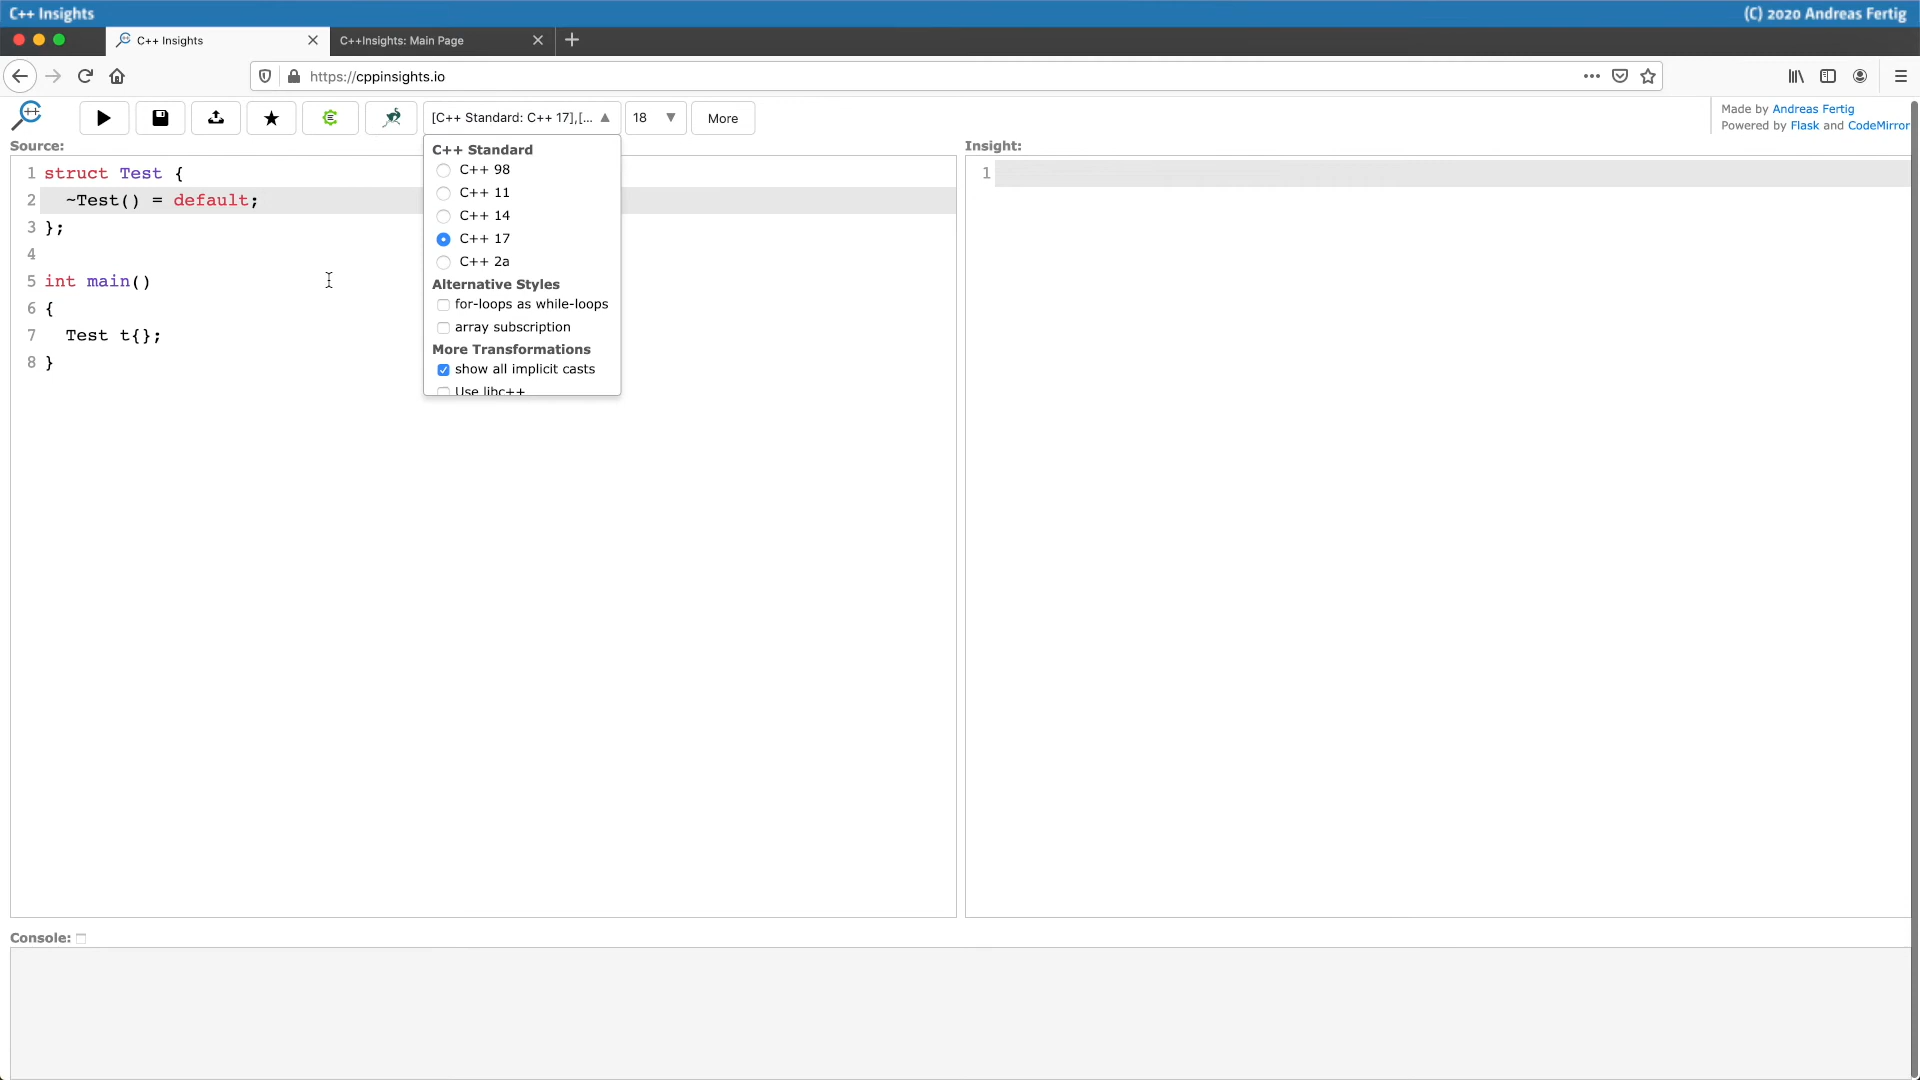 C++ Insights
(C) 2020 Andreas Fertig
C++ Insights
C++Insights: Main Page
https://cppinsights.io
[C++ Standard: C++ 17],[...
18
More
Made by Andreas Fertig
Powered by Flask and CodeMirror
Source:
Insight:
1 struct Test {
2 ~Test() = default;
3 };
4
5 int main()
6 {
7 Test t{};
8 }
C++ Standard
C++ 98
C++ 11
C++ 14
C++ 17
C++ 2a
Alternative Styles
for-loops as while-loops
array subscription
More Transformations
show all implicit casts
Use libc++
1
Console: